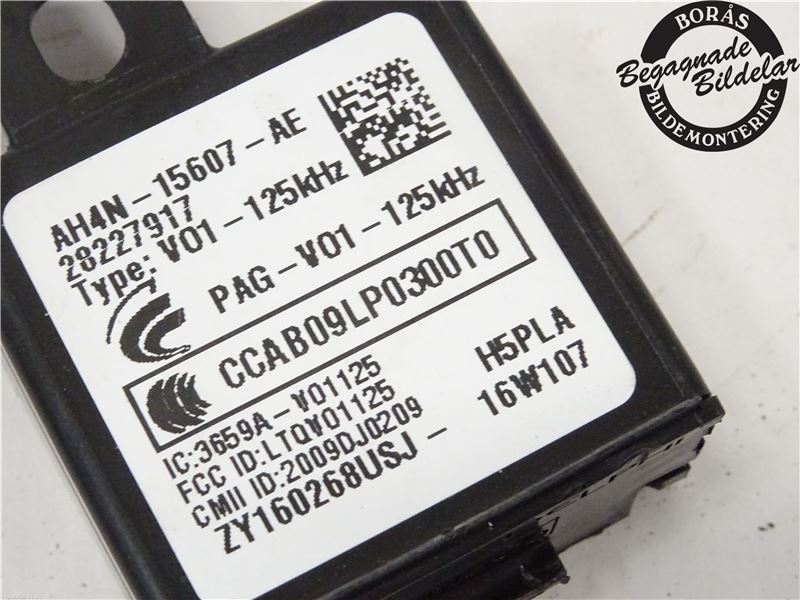 AH4N-15607-AE
28227917
Type: V01-125kHz
PAG-V01-125kHz
CCAB09LP0300T0
IC:3659A-V01125
FCC ID:LTQV01125
CMII ID:2009DJ0209
ZY160268USJ-
H5PLA
16W107
BORÅS
Begagnade
Bildelar
BILDEMONTERING